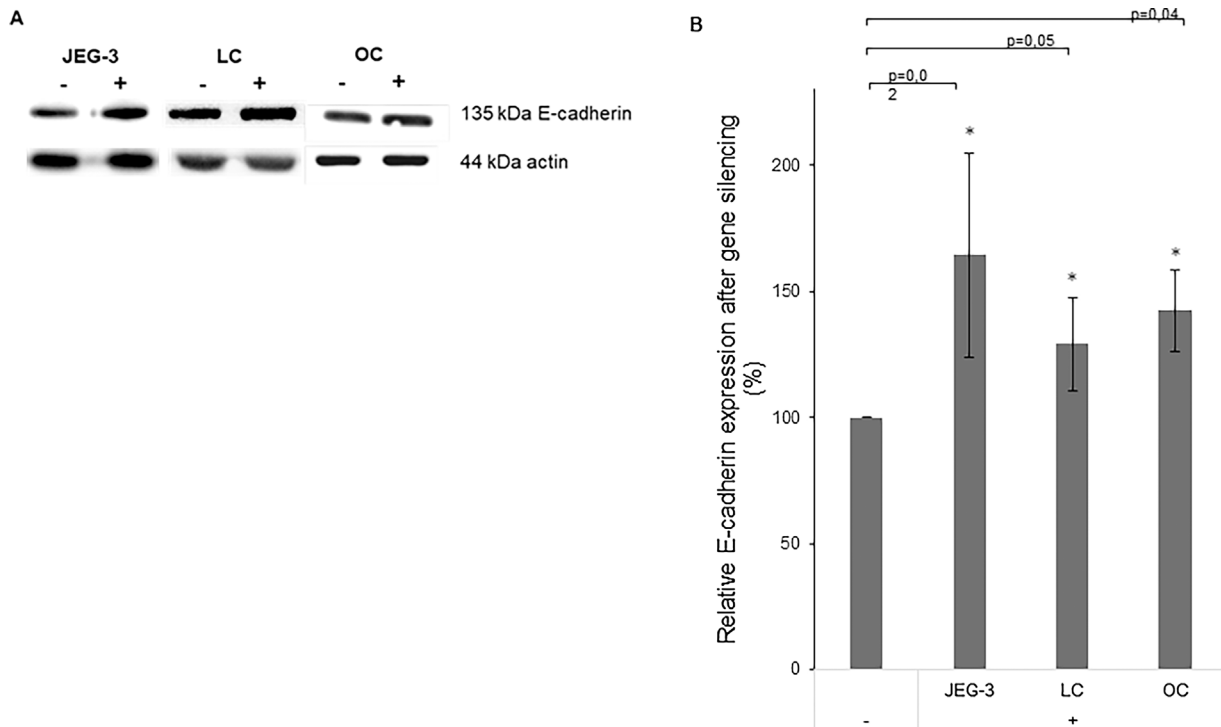 A
JEG-3 LC OC
- + - + - +
135 kDa E-cadherin
44 kDa actin
B
p=0,04
p=0,05
p=0,0
2
* * *
Relative E-cadherin expression after gene silencing
(%)
200
150
100
50
0
JEG-3 LC OC
- +